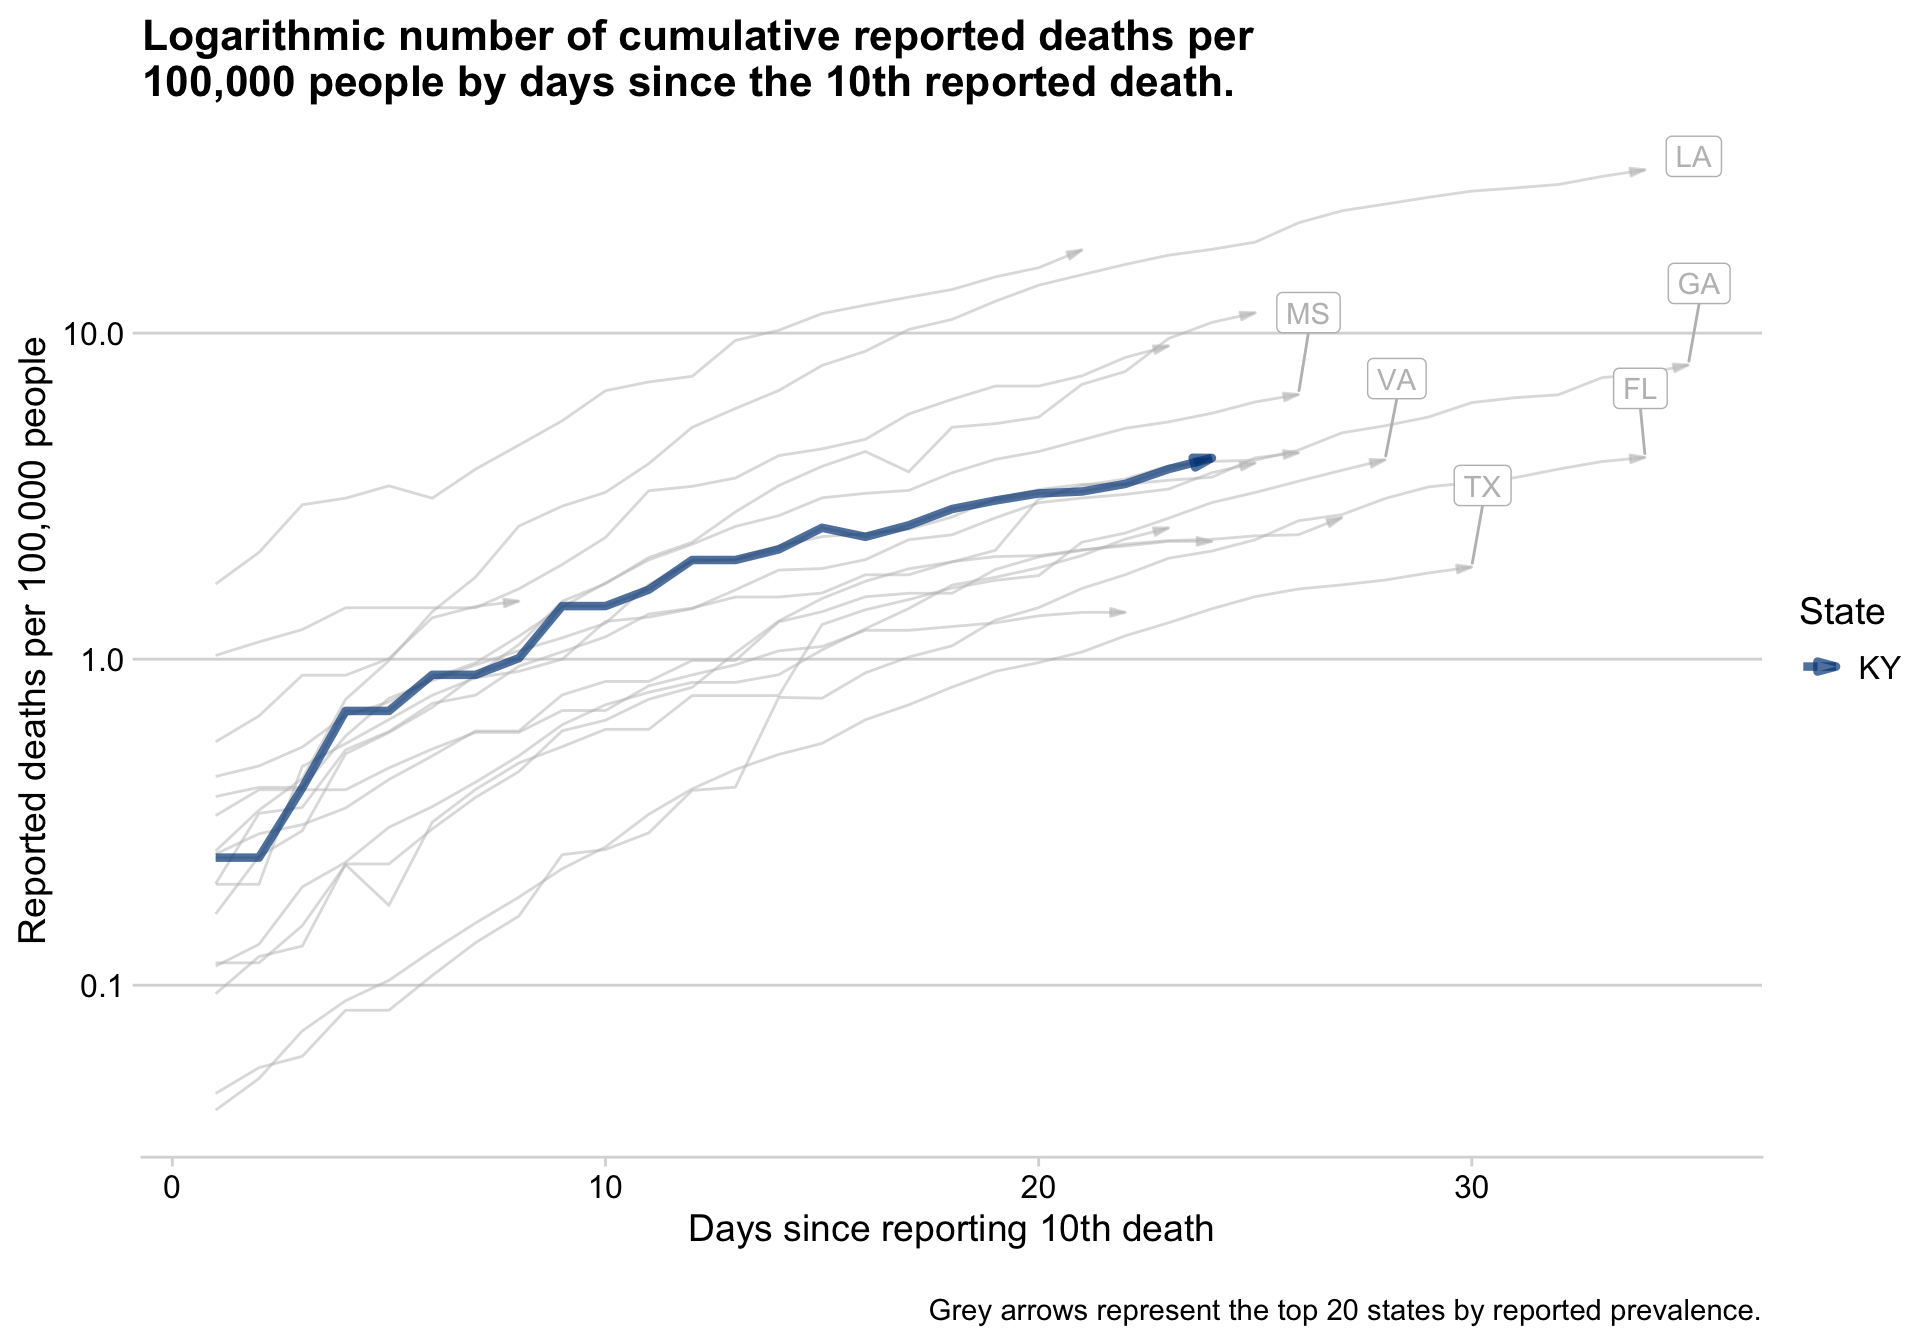 Logarithmic number of cumulative reported deaths per
100,000 people by days since the 10th reported death.
Reported deaths per 100,000 people
10.0
1.0
0.1
LA
GA
MS
VA
FL
TX
State
KY
0 10 20 30
Days since reporting 10th death
Grey arrows represent the top 20 states by reported prevalence.